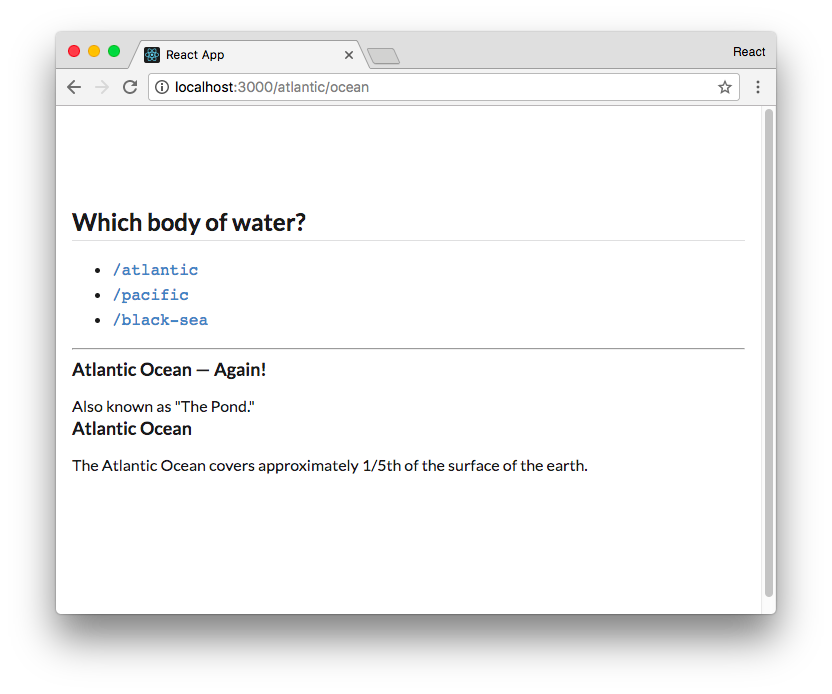 React App
React
localhost:3000/atlantic/ocean
Which body of water?
/atlantic
/pacific
/black-sea
Atlantic Ocean — Again!
Also known as "The Pond."
Atlantic Ocean
The Atlantic Ocean covers approximately 1/5th of the surface of the earth.